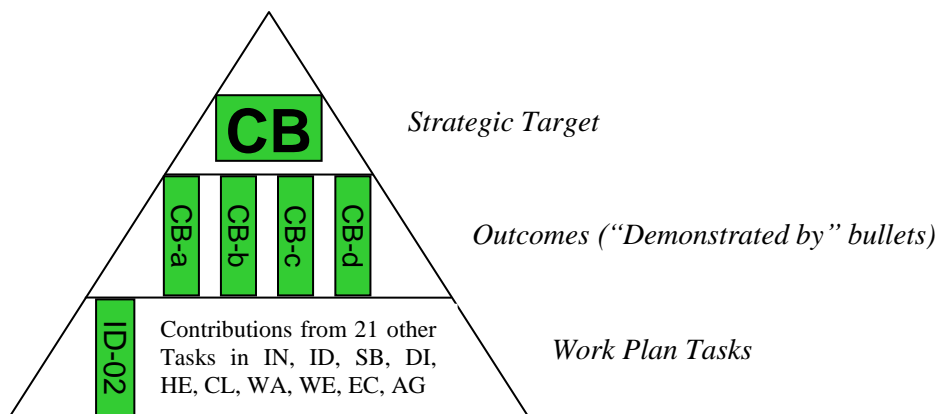 CB
Strategic Target
CB-a
CB-b
CB-c
CB-d
Outcomes (“Demonstrated by” bullets)
ID-02
Contributions from 21 other
Tasks in IN, ID, SB, DI,
HE, CL, WA, WE, EC, AG
Work Plan Tasks